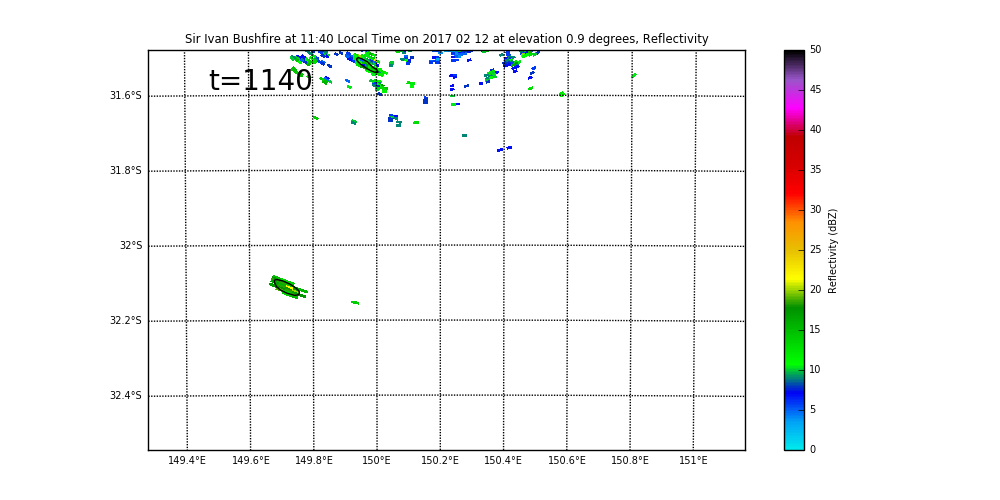 Sir Ivan Bushfire at 11:40 Local Time on 2017 02 12 at elevation 0.9 degrees, Reflectivity
t=1140
31.6°S
31.8°S
32°S
32.2°S
32.4°S
149.4°E 149.6°E 149.8°E 150°E 150.2°E 150.4°E 150.6°E 150.8°E 151°E
50
45
40
35
30
25
20
15
10
5
0
Reflectivity (dBZ)